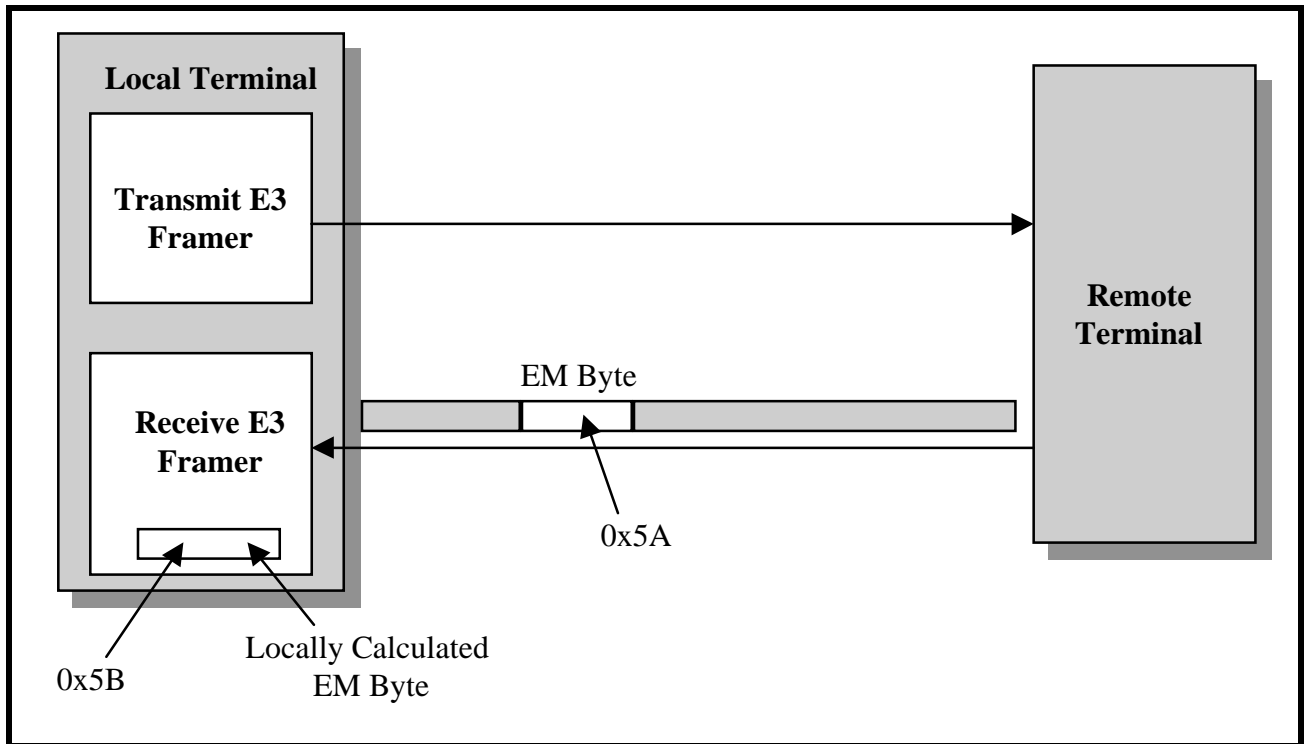 Local Terminal
Transmit E3
Framer
Remote
Terminal
EM Byte
Receive E3
Framer
0x5A
Locally Calculated
EM Byte
0x5B